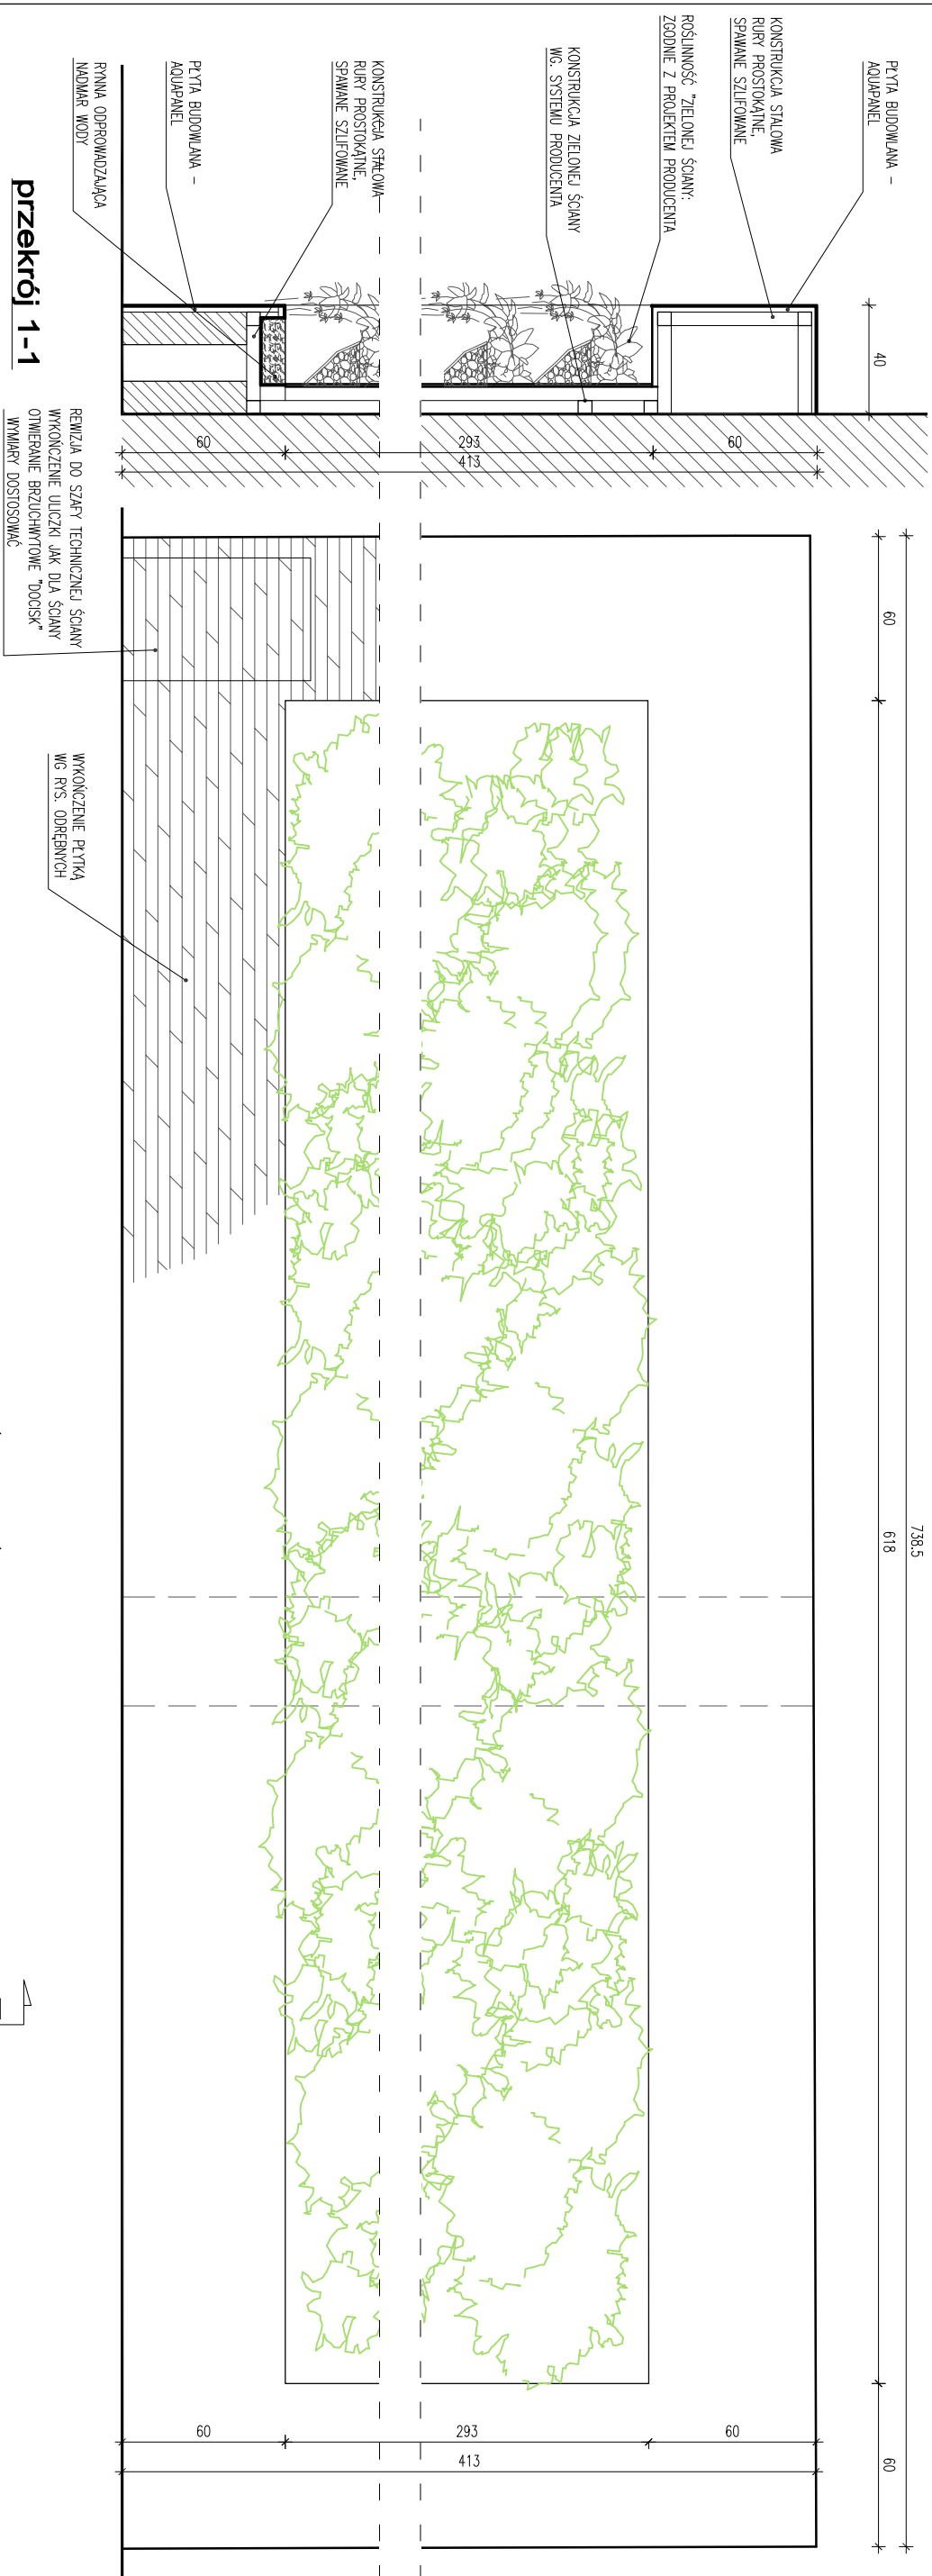 PŁYTA BUDOWLANA –
AQUAPANEL
KONSTRUKCJA STALOWA
RURY PROSTOKĄTNE,
SPAWANE SZLIFOWANE
ROŚLINNOŚĆ "ZIELONEJ ŚCIANY:
ZGODNIE Z PROJEKTEM PRODUCENTA
KONSTRUKCJA ZIELONEJ ŚCIANY
WG. SYSTEMU PRODUCENTA
KONSTRUKCJA STALOWA
RURY PROSTOKĄTNE,
SPAWANE SZLIFOWANE
PŁYTA BUDOWLANA –
AQUAPANEL
RYNNA ODPROWADZAJĄCA
NADMAR WODY
przekrój 1-1
40
60
293
60
413
738.5
60
618
60
REWIZJA DO SZAFY TECHNICZNEJ ŚCIANY
WYKOŃCZENIE ULICZKI JAK DLA ŚCIANY
OTWIERANIE BRZUCHWYTOWE "DOCISK"
WYMIARY DOSTOSOWAĆ
WYKOŃCZENIE PŁYTKĄ
WG RYS. ODRĘBNYCH
60
293
60
413